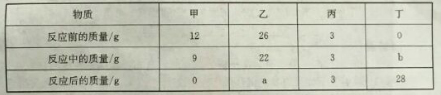 物质 甲 乙 丙 丁
反应前的质量/g 12 26 3 0
反应中的质量/g 9 22 3 b
反应后的质量/g 0 a 3 28